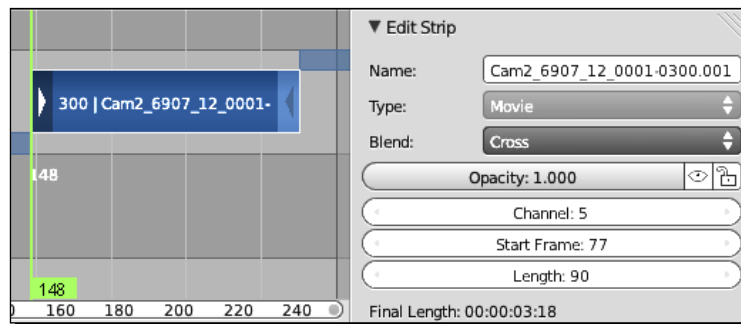 300 | Cam2_6907_12_0001-
148
148
160 180 200 220 240
Edit Strip
Name: Cam2_6907_12_0001-0300.001
Type: Movie
Blend: Cross
Opacity: 1.000
Channel: 5
Start Frame: 77
Length: 90
Final Length: 00:00:03:18